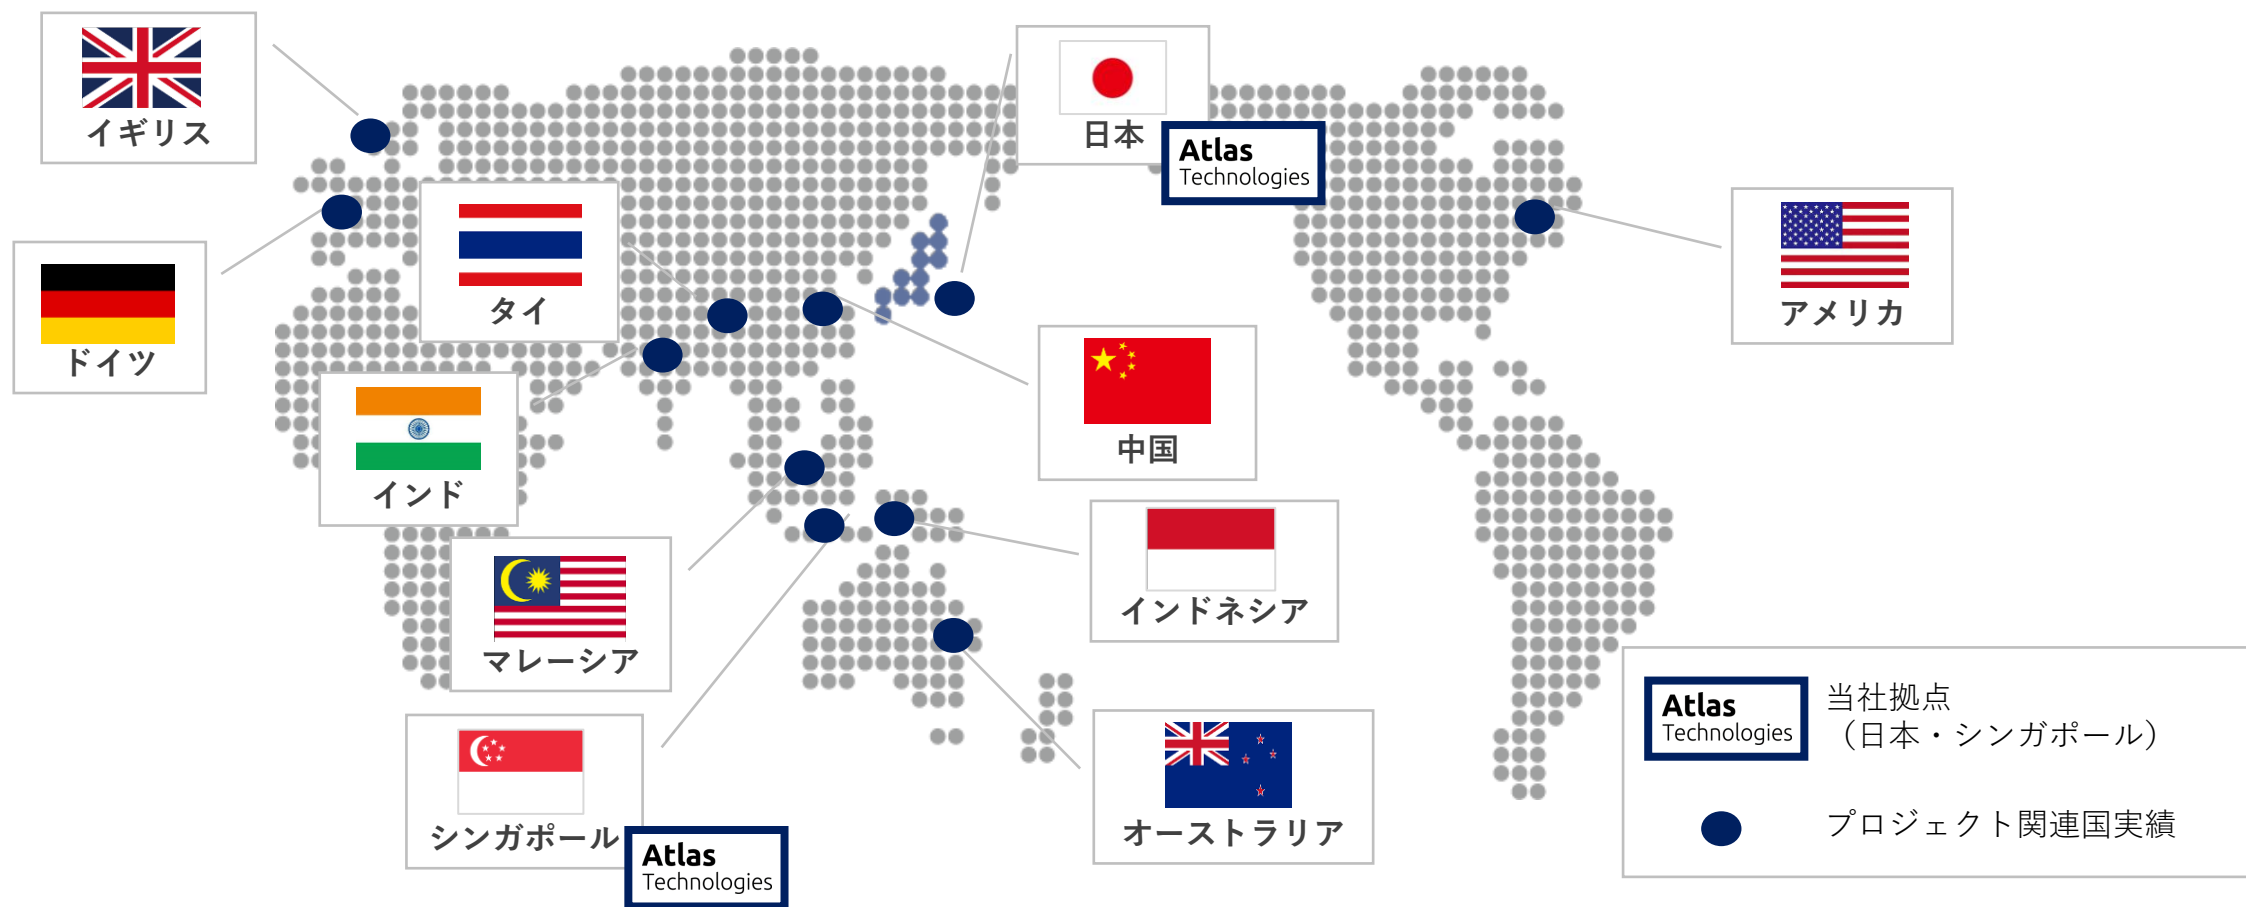 イギリス
日本
Atlas
Technologies
タイ
アメリカ
ドイツ
インド
中国
マレーシア
インドネシア
シンガポール
Atlas
Technologies
オーストラリア
Atlas
Technologies
当社拠点
（日本・シンガポール）
プロジェクト関連国実績